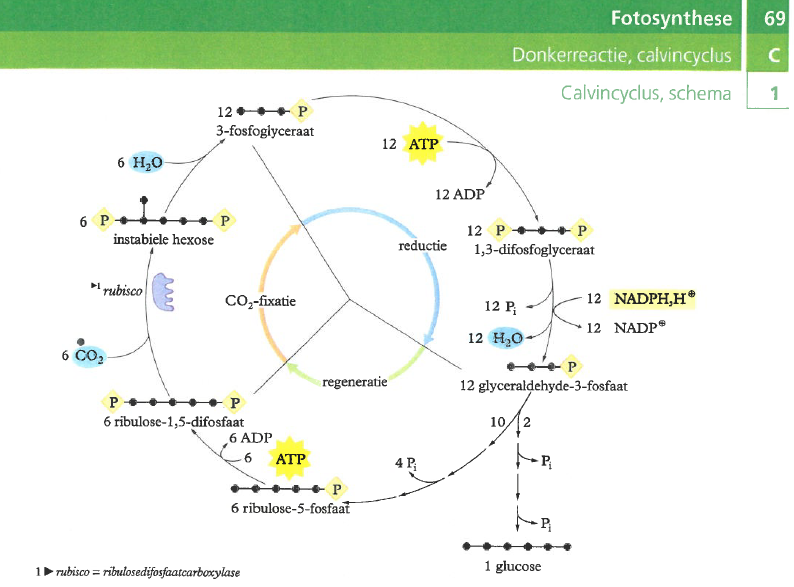 Fotosynthese 69
Donkerreactie, calvincyclus C
Calvincyclus, schema 1
12 P
3-fosfoglyceraat
12 ATP
6 H₂O
12 ADP
6 P P
instabiele hexose
12 P P
1,3-difosfoglyceraat
reductie
▶1 rubisco
CO₂-fixatie
12 Pi
12 NADPH,H⊕
12 H₂O
12 NADP⊕
6 CO₂
P
12 glyceraldehyde-3-fosfaat
regeneratie
P P
6 ribulose-1,5-difosfaat
10 2
6 ADP
6 ATP
4 Pi
Pi
P
6 ribulose-5-fosfaat
Pi
1 glucose
1 ▶ rubisco = ribulosedifosfaatcarboxylase